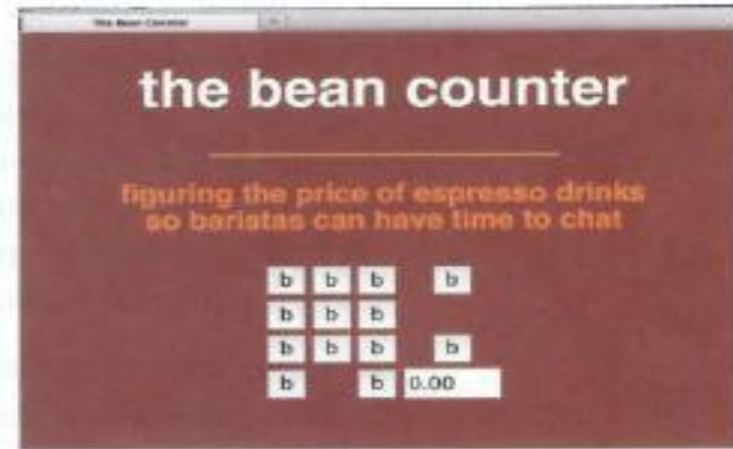 The Bean Counter
the bean counter
figuring the price of espresso drinks
so baristas can have time to chat
b b b b
b b b
b b b b
b b 0.00